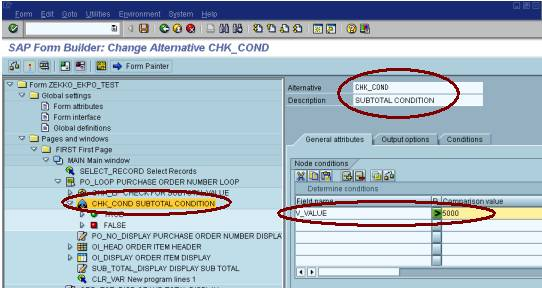 Form Edit Goto Utilities Environment System Help
SAP Form Builder: Change Alternative CHK_COND
Form Painter
Form ZEKKO_EKPO_TEST
Global settings
Form attributes
Form interface
Global definitions
Pages and windows
FIRST First Page
MAIN Main window
SELECT_RECORD Select Records
PO_LOOP PURCHASE ORDER NUMBER LOOP
CHECK FOR SUBTOTAL VALUE
CHK_COND SUBTOTAL CONDITION
TRUE
FALSE
PO_NO_DISPLAY PURCHASE ORDER NUMBER DISPLA
OI_HEAD ORDER ITEM HEADER
OI_DISPLAY ORDER ITEM DISPLAY
SUB_TOTAL_DISPLAY DISPLAY SUB TOTAL
CLR_VAR New program lines 1
Alternative CHK_COND
Description SUBTOTAL CONDITION
General attributes Output options Conditions
Node conditions
Determine conditions
Field name Comparison value
V_VALUE > 5000